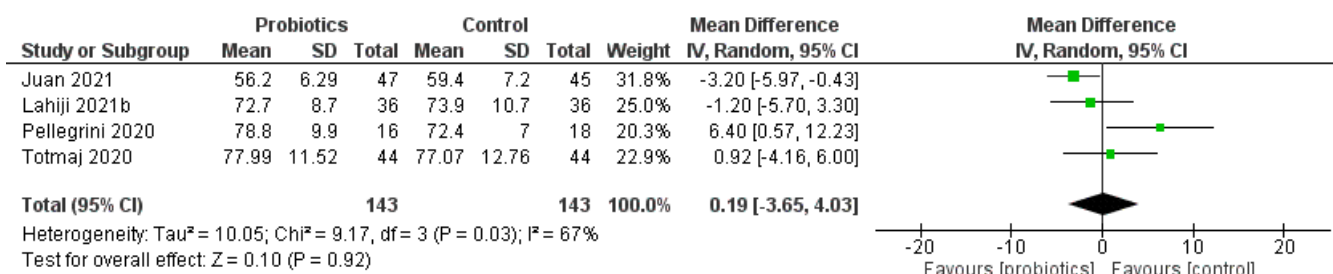 Probiotics Control Mean Difference Mean Difference
Study or Subgroup Mean SD Total Mean SD Total Weight IV, Random, 95% CI IV, Random, 95% CI
Juan 2021 56.2 6.29 47 59.4 7.2 45 31.8% -3.20 [-5.97, -0.43]
Lahiji 2021b 72.7 8.7 36 73.9 10.7 36 25.0% -1.20 [-5.70, 3.30]
Pellegrini 2020 78.8 9.9 16 72.4 7 18 20.3% 6.40 [0.57, 12.23]
Totmaj 2020 77.99 11.52 44 77.07 12.76 44 22.9% 0.92 [-4.16, 6.00]
Total (95% CI) 143 143 100.0% 0.19 [-3.65, 4.03]
Heterogeneity: Tau² = 10.05; Chi² = 9.17, df = 3 (P = 0.03); I² = 67%
Test for overall effect: Z = 0.10 (P = 0.92)
-20 -10 0 10 20
Favours [probiotics] Favours [control]